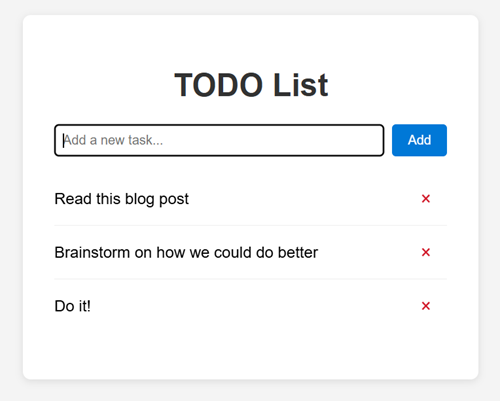 TODO List
Add a new task...
Add
Read this blog post
×
Brainstorm on how we could do better
×
Do it!
×